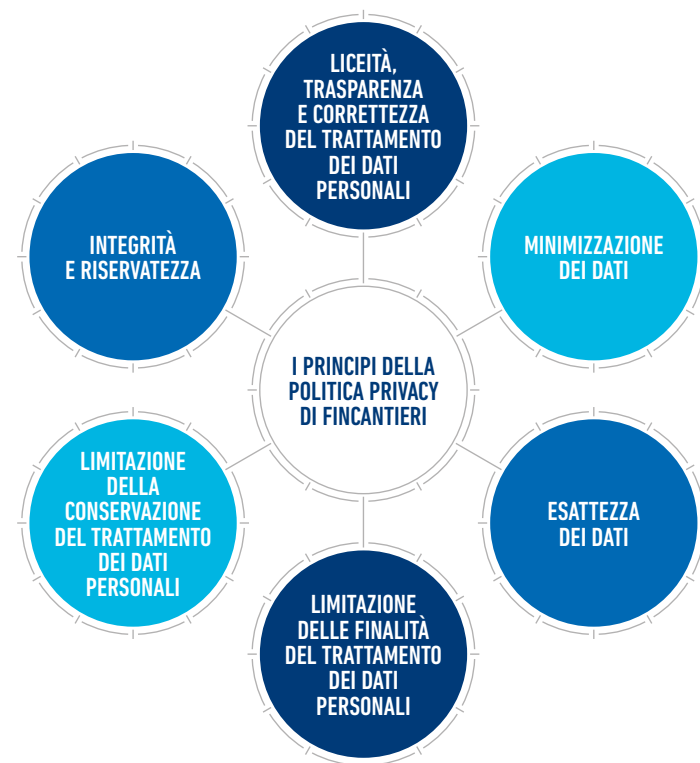 LICEITÀ,
TRASPARENZA
E CORRETTEZZA
DEL TRATTAMENTO
DEI DATI
PERSONALI
INTEGRITÀ
E RISERVATEZZA
MINIMIZZAZIONE
DEI DATI
I PRINCIPI DELLA
POLITICA PRIVACY
DI FINCANTIERI
LIMITAZIONE
DELLA
CONSERVAZIONE
DEL TRATTAMENTO
DEI DATI
PERSONALI
ESATTEZZA
DEI DATI
LIMITAZIONE
DELLE FINALITÀ
DEL TRATTAMENTO
DEI DATI
PERSONALI